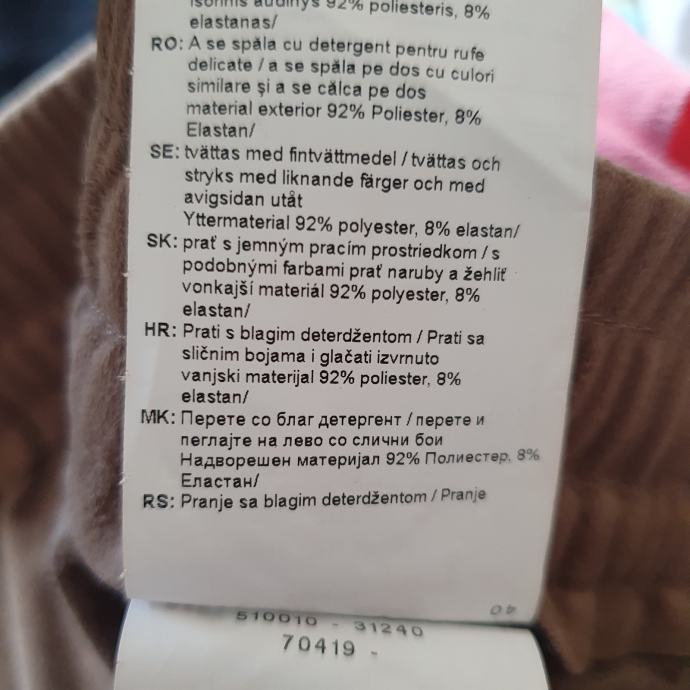 išorinis audinys 92% poliesteris, 8%
elastanas/
RO: A se spăla cu detergent pentru rufe
delicate / a se spăla pe dos cu culori
similare şi a se călca pe dos
material exterior 92% Poliester, 8%
Elastan/
SE: tvättas med fintvättmedel / tvättas och
stryks med liknande färger och med
avigsidan utåt
Yttermaterial 92% polyester, 8% elastan/
SK: prať s jemným pracím prostriedkom / s
podobnými farbami prať naruby a žehliť
vonkajší materiál 92% polyester, 8%
elastan/
HR: Prati s blagim deterdžentom / Prati sa
sličnim bojama i glačati izvrnuto
vanjski materijal 92% poliester, 8%
elastan/
MK: Перете со благ детергент / перете и
пеглајте на лево со слични бои
Надворешен материјал 92% Полиестер, 8%
Еластан/
RS: Pranje sa blagim deterdžentom / Pranje
510010 - 31240
70419 -